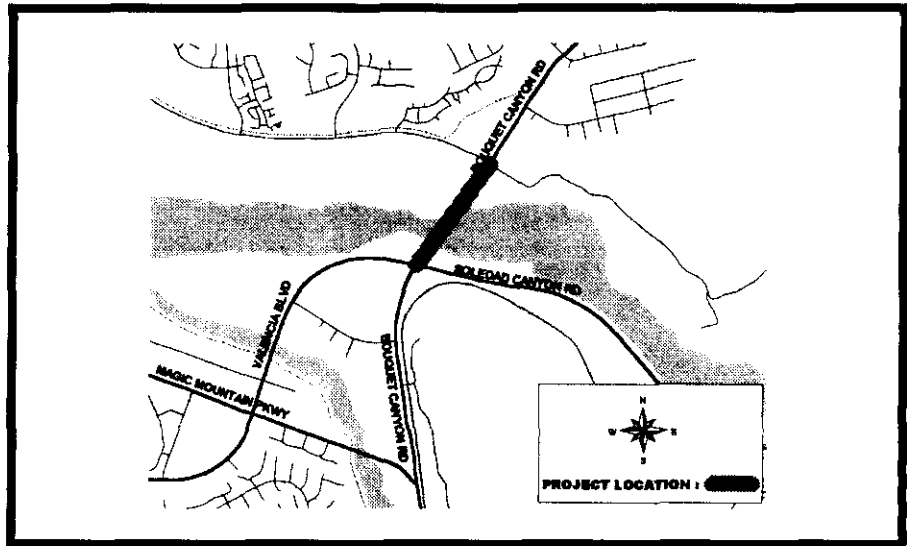 BOUQUET CANYON RD
SOLEDAD CANYON RD
VALENCIA BLVD
BOUQUET CANYON RD
MAGIC MOUNTAIN PKWY
N
W
E
S
PROJECT LOCATION :